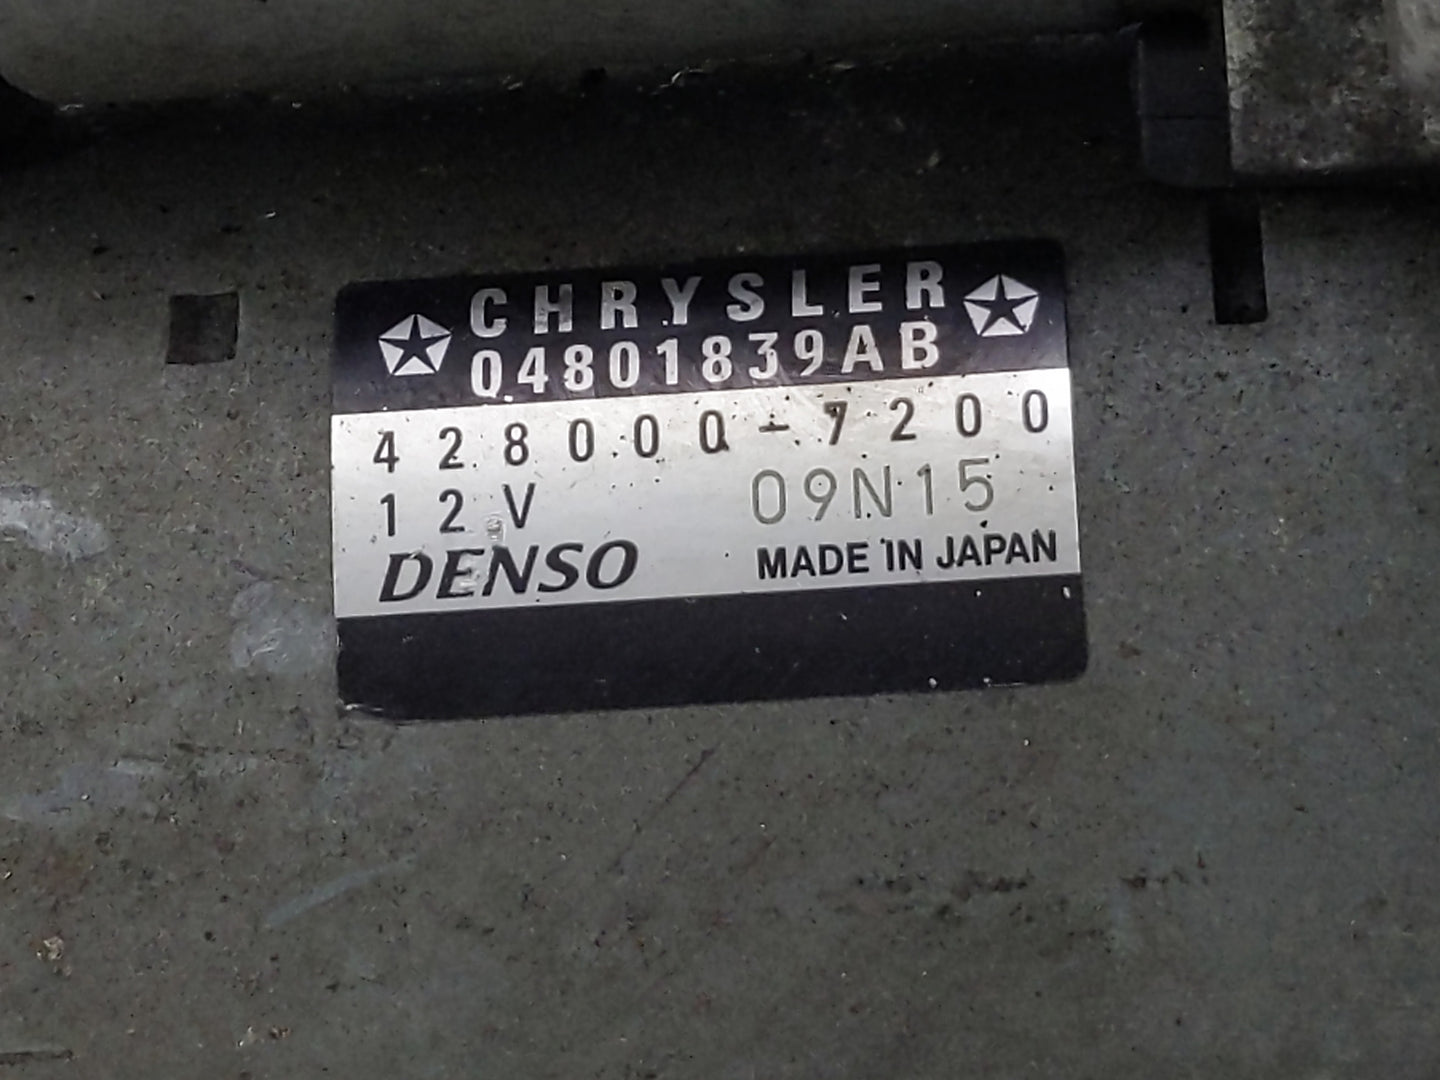 CHRYSLER
04801839AB
428000-7200
12V 09N15
DENSO MADE IN JAPAN